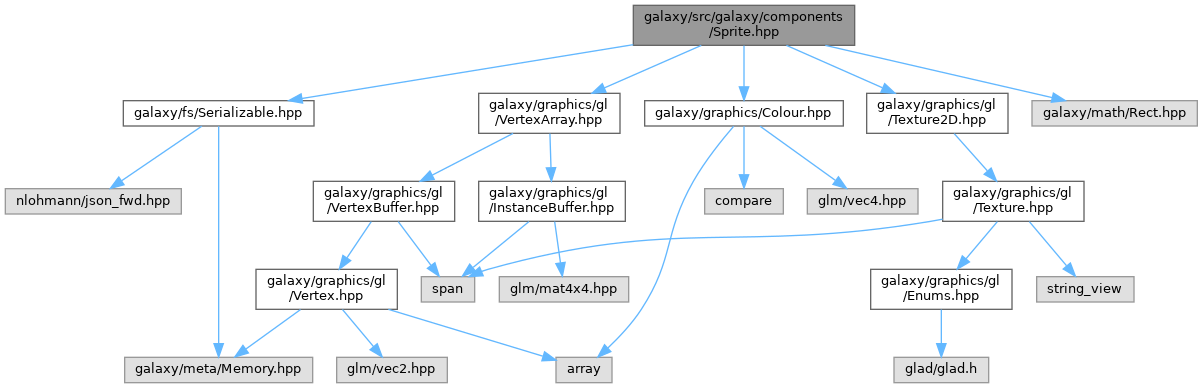 galaxy/src/galaxy/components
/Sprite.hpp
galaxy/fs/Serializable.hpp
galaxy/graphics/gl
/VertexArray.hpp
galaxy/graphics/Colour.hpp
galaxy/graphics/gl
/Texture2D.hpp
galaxy/math/Rect.hpp
nlohmann/json_fwd.hpp
galaxy/graphics/gl
/VertexBuffer.hpp
galaxy/graphics/gl
/InstanceBuffer.hpp
compare
glm/vec4.hpp
galaxy/graphics/gl
/Texture.hpp
galaxy/graphics/gl
/Vertex.hpp
span
glm/mat4x4.hpp
galaxy/graphics/gl
/Enums.hpp
string_view
galaxy/meta/Memory.hpp
glm/vec2.hpp
array
glad/glad.h